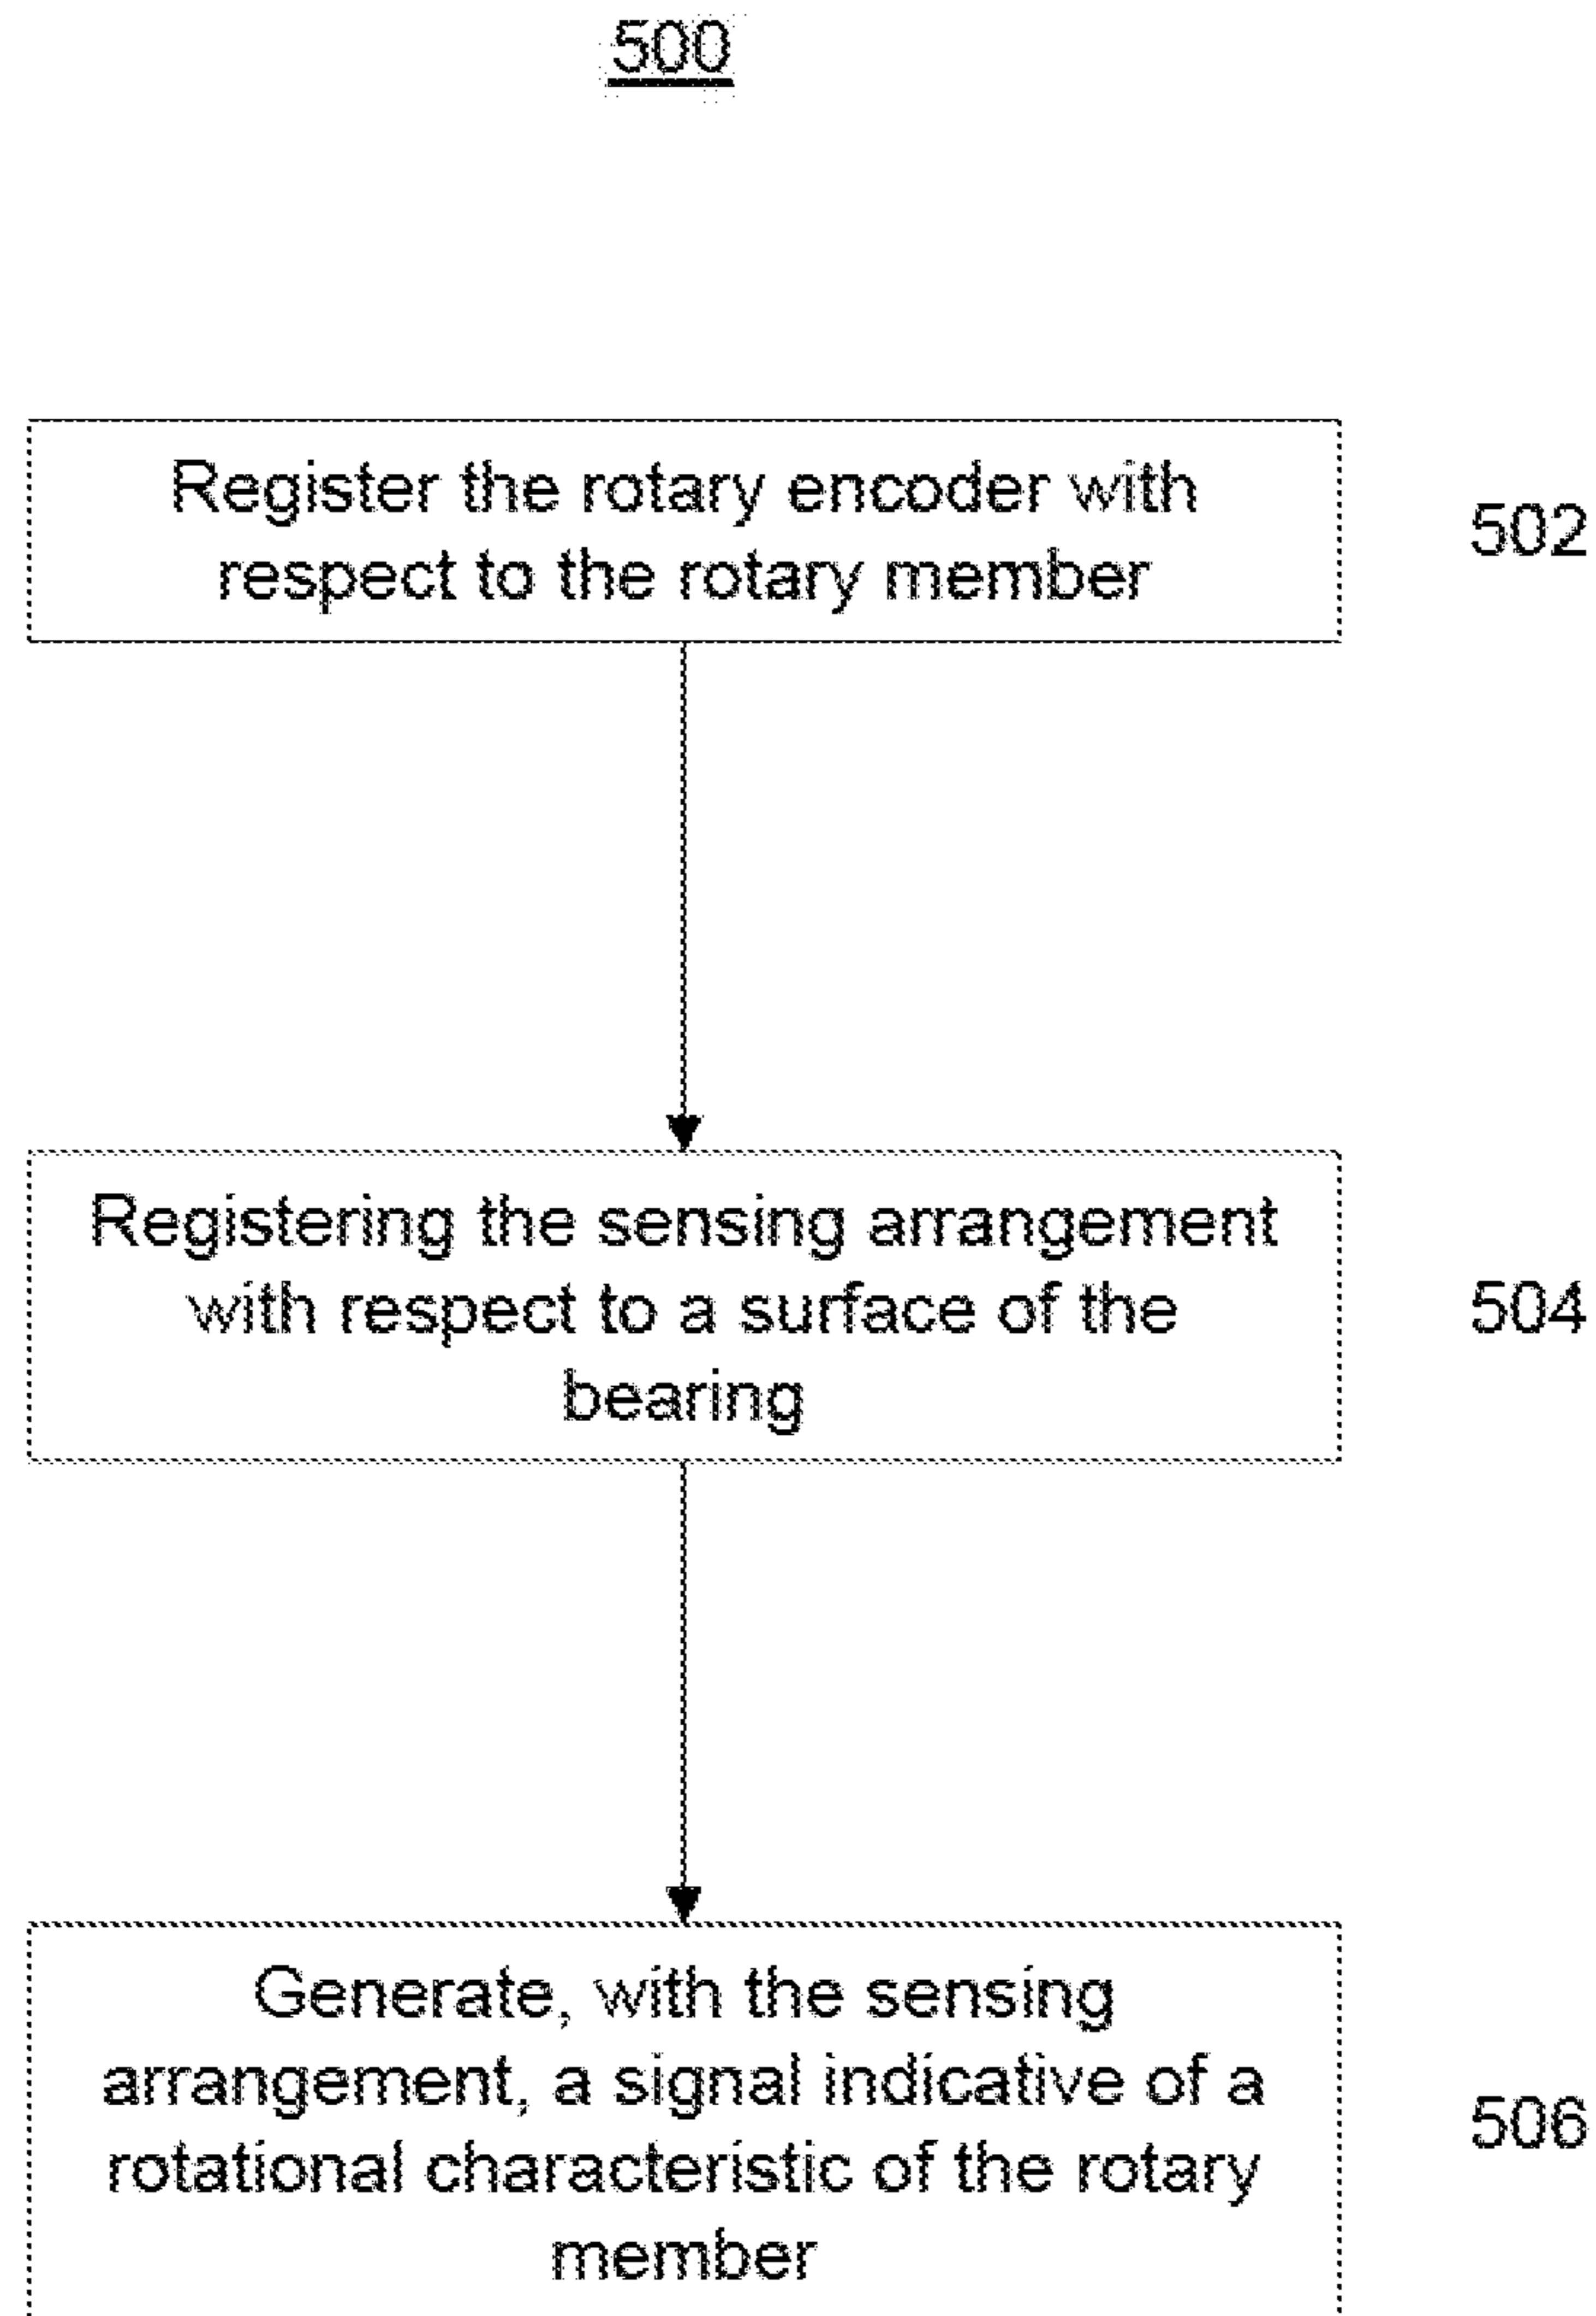 500
Register the rotary encoder with
respect to the rotary member
502
Registering the sensing arrangement
with respect to a surface of the
bearing
504
Generate, with the sensing
arrangement, a signal indicative of a
rotational characteristic of the rotary
member
506